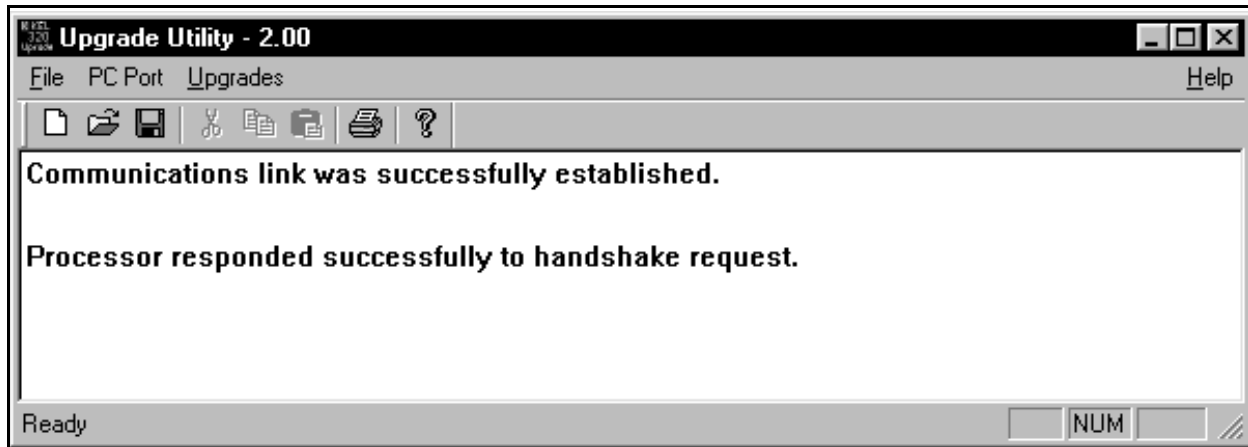 Upgrade Utility - 2.00
File PC Port Upgrades Help
Communications link was successfully established.
Processor responded successfully to handshake request.
Ready NUM